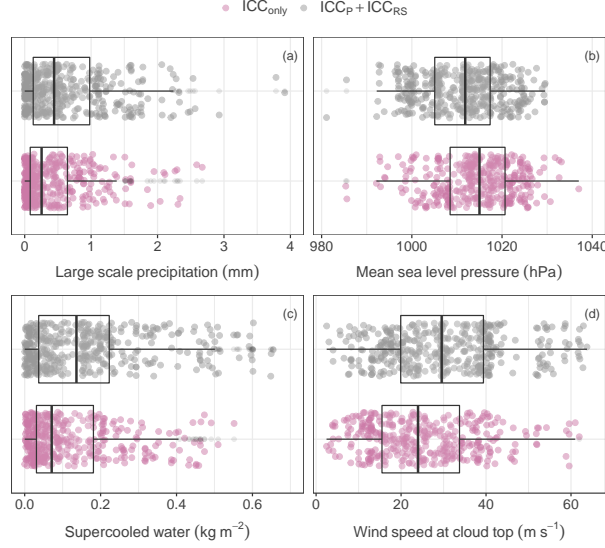 ICC_only ICC_P + ICC_RS
(a) (b)
0 1 2 3 4 980 1000 1020 1040
Large scale precipitation (mm) Mean sea level pressure (hPa)
(c) (d)
0.0 0.2 0.4 0.6 0 20 40 60
Supercooled water (kg m⁻²) Wind speed at cloud top (m s⁻¹)